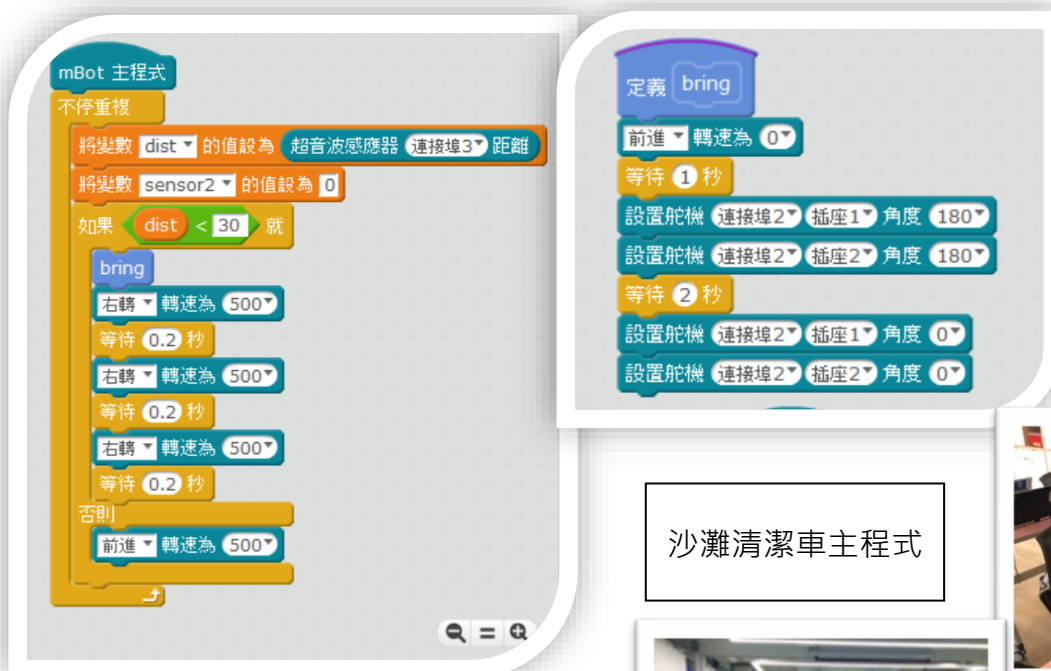 mBot 主程式
不停重複
將變數 dist 的值設為 超音波感應器 連接埠3 距離
將變數 sensor2 的值設為 0
如果 dist < 30 就
bring
右轉 轉速為 500
等待 0.2 秒
右轉 轉速為 500
等待 0.2 秒
右轉 轉速為 500
等待 0.2 秒
否則
前進 轉速為 500
定義 bring
前進 轉速為 0
等待 1 秒
設置舵機 連接埠2 插座1 角度 180
設置舵機 連接埠2 插座2 角度 180
等待 2 秒
設置舵機 連接埠2 插座1 角度 0
設置舵機 連接埠2 插座2 角度 0
沙灘清潔車主程式